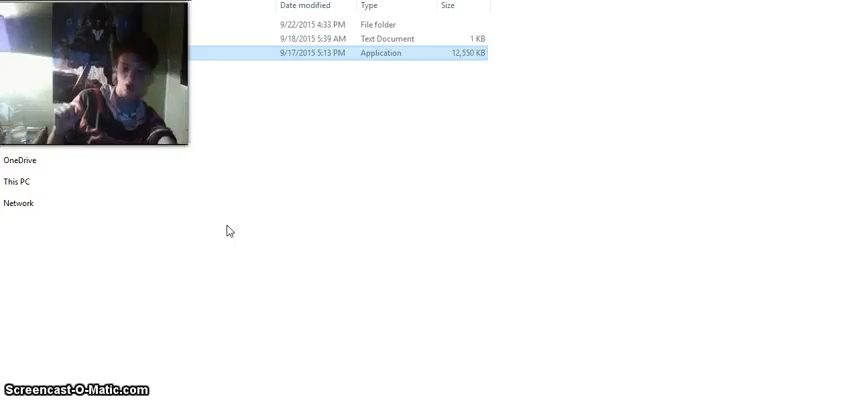 Date modified Type Size
DESTINY
9/22/2015 4:33 PM File folder
9/18/2015 5:39 AM Text Document 1 KB
9/17/2015 5:13 PM Application 12,550 KB
OneDrive
This PC
Network
Screencast-O-Matic.com